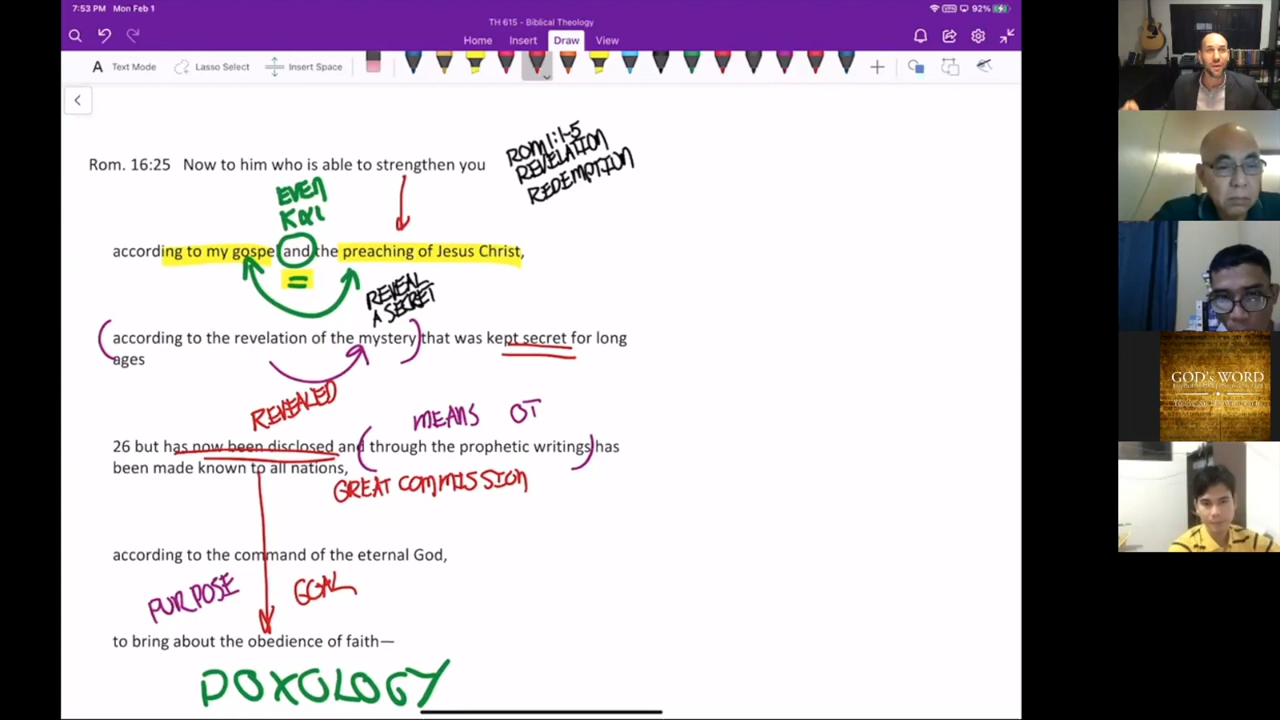 7:53 PM Mon Feb 1
92%
TH 615 - Biblical Theology
Home Insert Draw View
Text Mode Lasso Select Insert Space
Rom 1:1-5
REVELATION
REDEMPTION
Rom. 16:25 Now to him who is able to strengthen you
EVEN
Kαι
according to my gospel and the preaching of Jesus Christ,
=
REVEAL
A SECRET
(according to the revelation of the mystery) that was kept secret for long
ages
REVEALED
MEANS OT
26 but has now been disclosed and (through the prophetic writings) has
been made known to all nations,
GREAT COMMISSION
according to the command of the eternal God,
PURPOSE GOAL
to bring about the obedience of faith—
DOXOLOGY
GOD's WORD